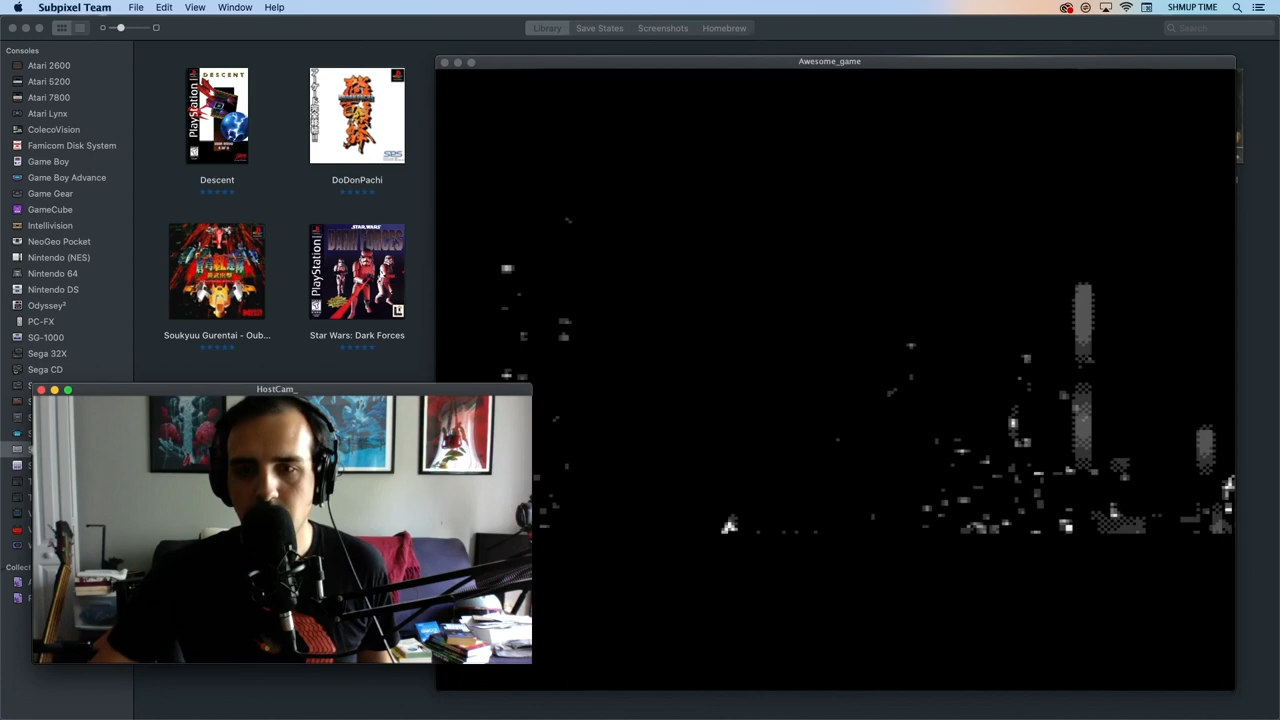 Subpixel Team File Edit View Window Help
SHMUP TIME
Library Save States Screenshots Homebrew
Search
Consoles
Atari 2600
Atari 5200
Atari 7800
Atari Lynx
ColecoVision
Famicom Disk System
Game Boy
Game Boy Advance
Game Gear
GameCube
Intellivision
NeoGeo Pocket
Nintendo (NES)
Nintendo 64
Nintendo DS
Odyssey²
PC-FX
SG-1000
Sega 32X
Sega CD
Collect
DESCENT
PlayStation
Descent
DoDonPachi
Soukyuu Gurentai - Oub...
STAR WARS
DARK FORCES
PlayStation
Star Wars: Dark Forces
Awesome_game
HostCam_